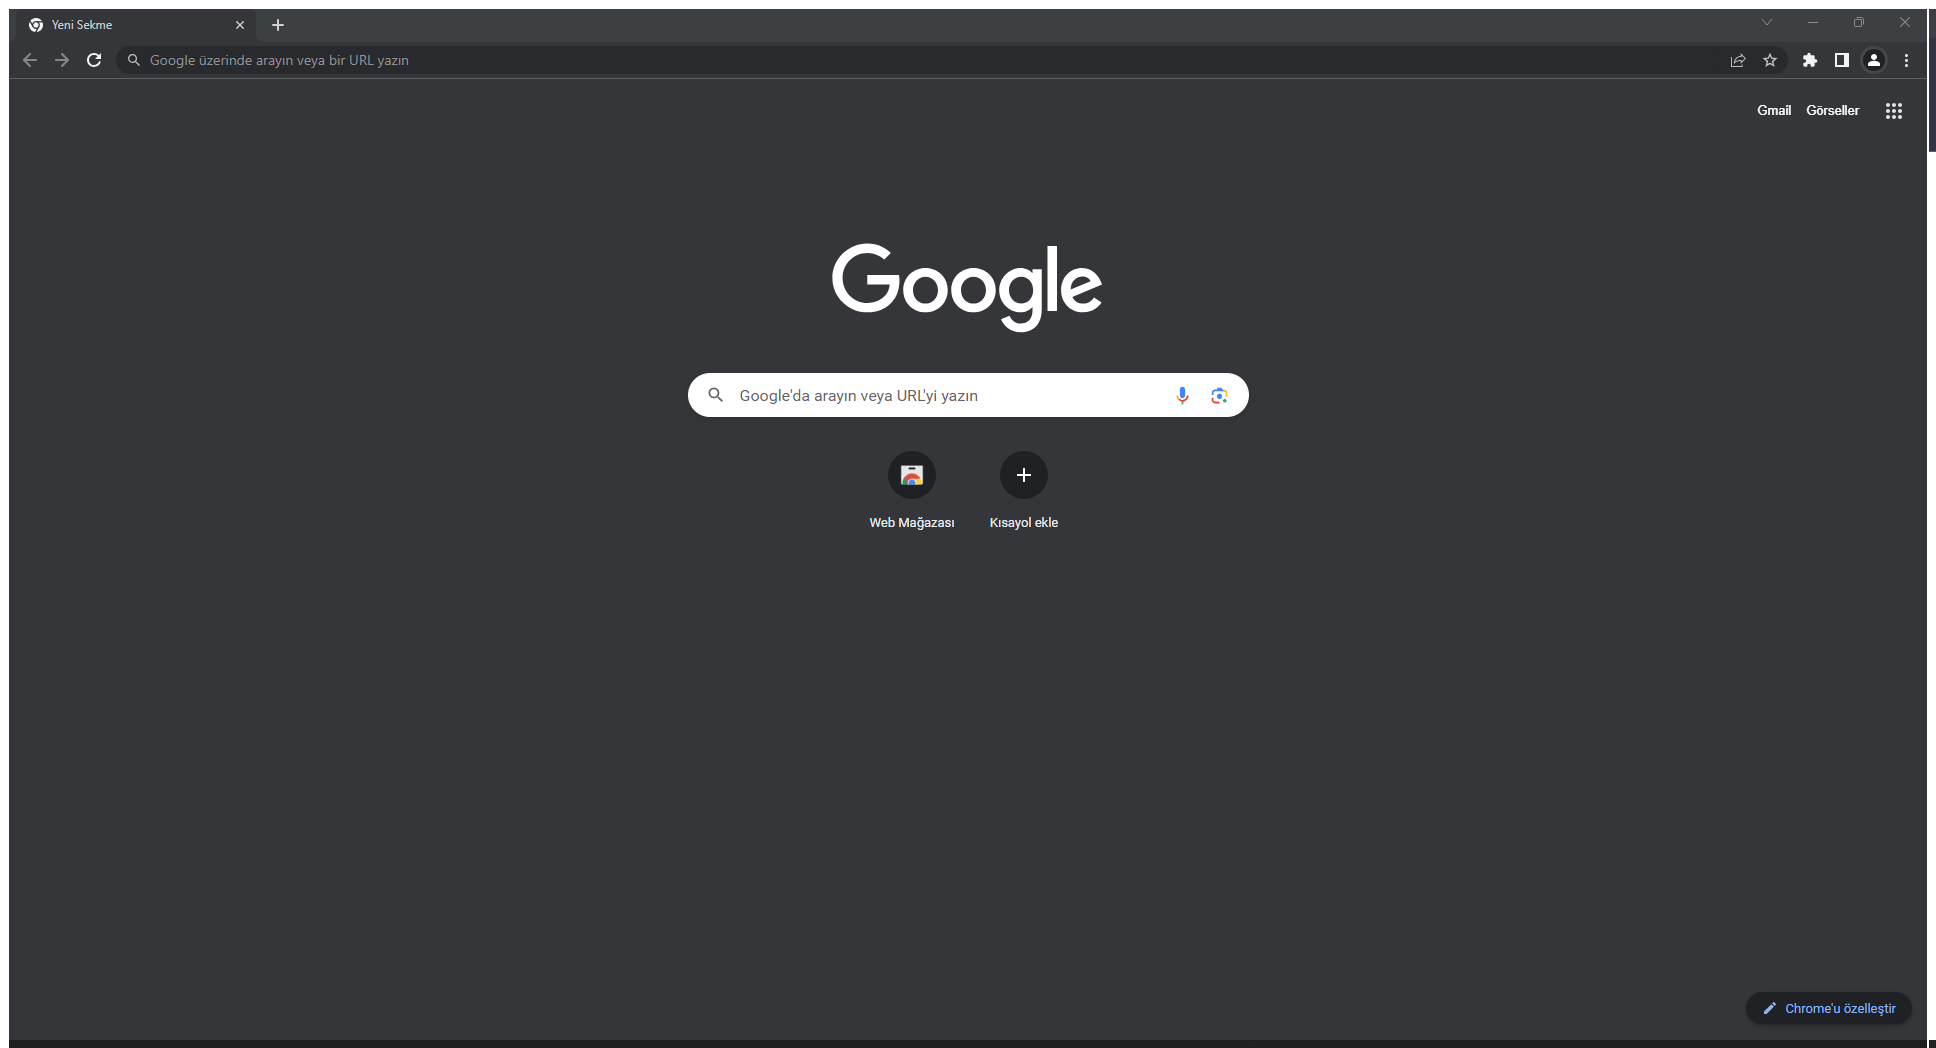 Yeni Sekme
Google üzerinde arayın veya bir URL yazın
Gmail Görseller
Google
Google'da arayın veya URL'yi yazın
Web Mağazası Kısayol ekle
Chrome'u özelleştir